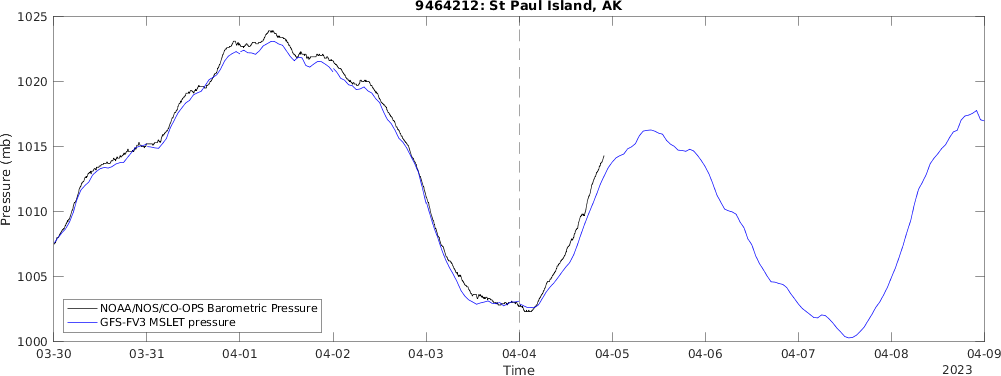 9464212: St Paul Island, AK
1025
1020
1015
1010
1005
1000
Pressure (mb)
NOAA/NOS/CO-OPS Barometric Pressure
GFS-FV3 MSLET pressure
03-30 03-31 04-01 04-02 04-03 04-04 04-05 04-06 04-07 04-08 04-09
Time
2023